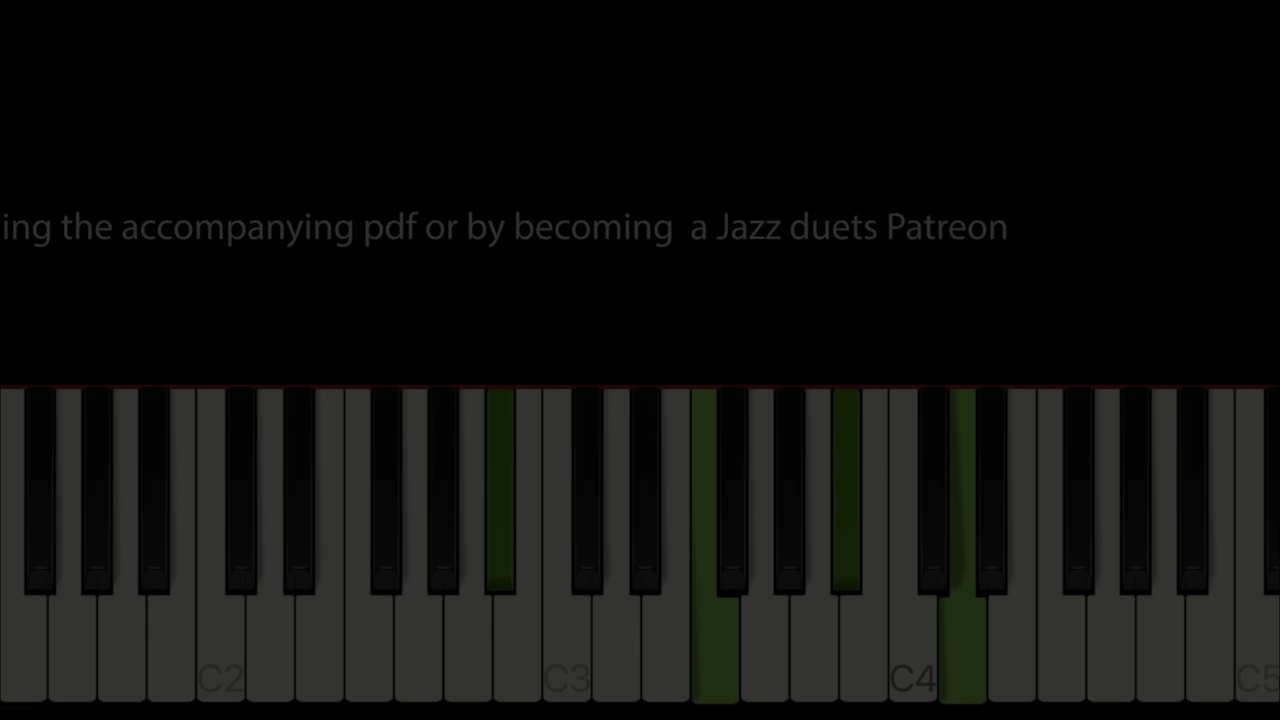 ing the accompanying pdf or by becoming  a Jazz duets Patreon
C2 C3 C4 C5